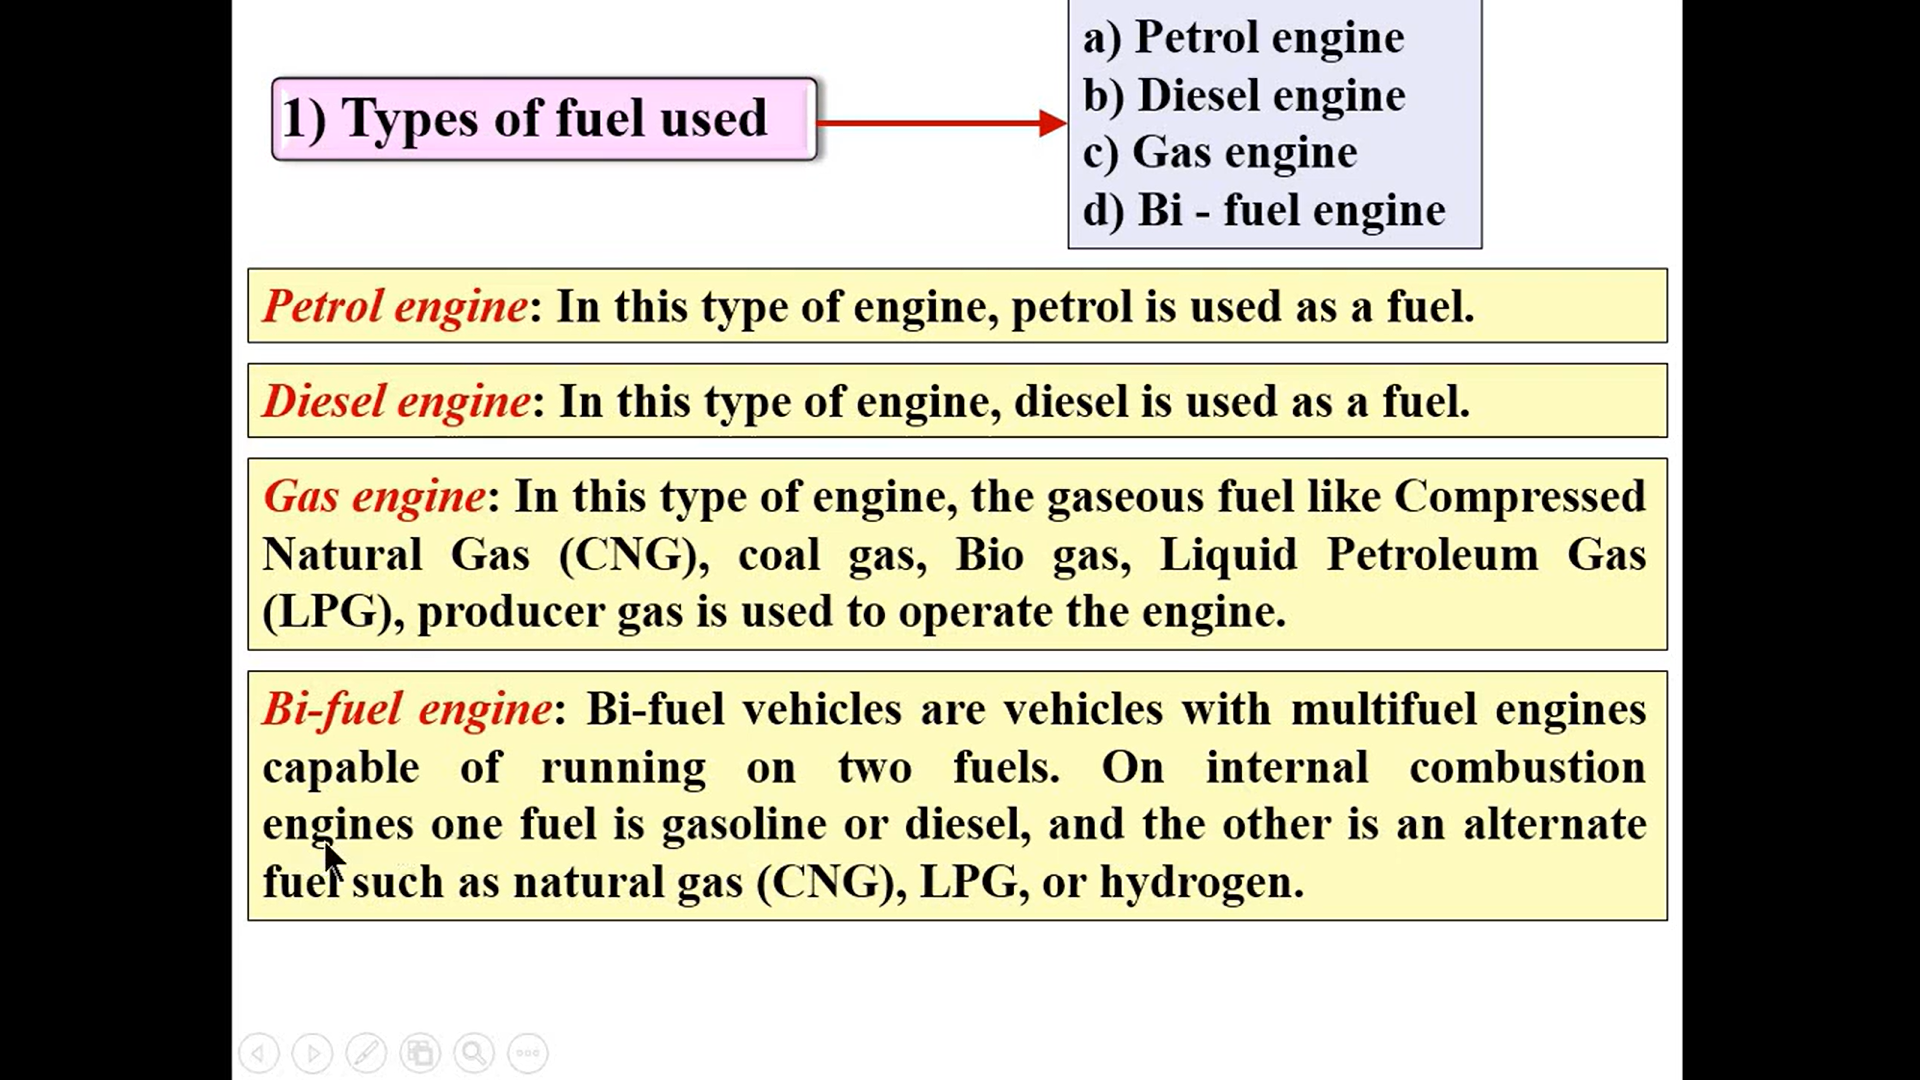 1) Types of fuel used
a) Petrol engine
b) Diesel engine
c) Gas engine
d) Bi - fuel engine
Petrol engine: In this type of engine, petrol is used as a fuel.
Diesel engine: In this type of engine, diesel is used as a fuel.
Gas engine: In this type of engine, the gaseous fuel like Compressed
Natural Gas (CNG), coal gas, Bio gas, Liquid Petroleum Gas
(LPG), producer gas is used to operate the engine.
Bi-fuel engine: Bi-fuel vehicles are vehicles with multifuel engines
capable of running on two fuels. On internal combustion
engines one fuel is gasoline or diesel, and the other is an alternate
fuel such as natural gas (CNG), LPG, or hydrogen.